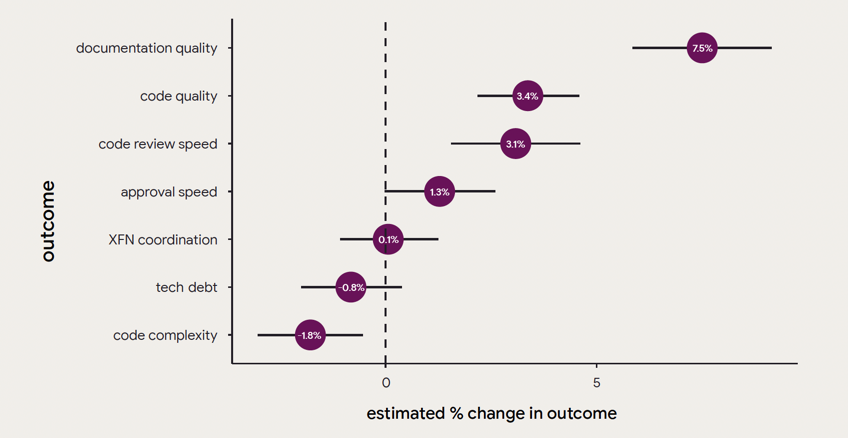 documentation quality
7.5%
code quality
3.4%
code review speed
3.1%
approval speed
1.3%
XFN coordination
0.1%
tech debt
-0.8%
code complexity
-1.8%
outcome
0
5
estimated % change in outcome